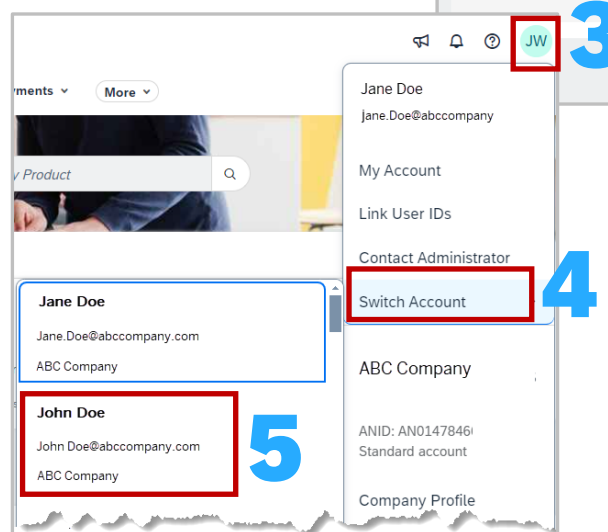 3
JW
yments
More
Jane Doe
jane.Doe@abccompany
y Product
My Account
Link User IDs
Contact Administrator
4
Switch Account
Jane Doe
Jane.Doe@abccompany.com
ABC Company
ABC Company
John Doe
John Doe@abccompany.com
ABC Company
5
ANID: AN0147846
Standard account
Company Profile